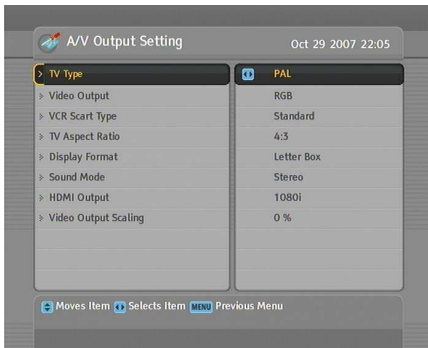 A/V Output Setting Oct 29 2007 22:05
TV Type PAL
Video Output RGB
VCR Scart Type Standard
TV Aspect Ratio 4:3
Display Format Letter Box
Sound Mode Stereo
HDMI Output 1080i
Video Output Scaling 0 %
Moves Item Selects Item MENU Previous Menu